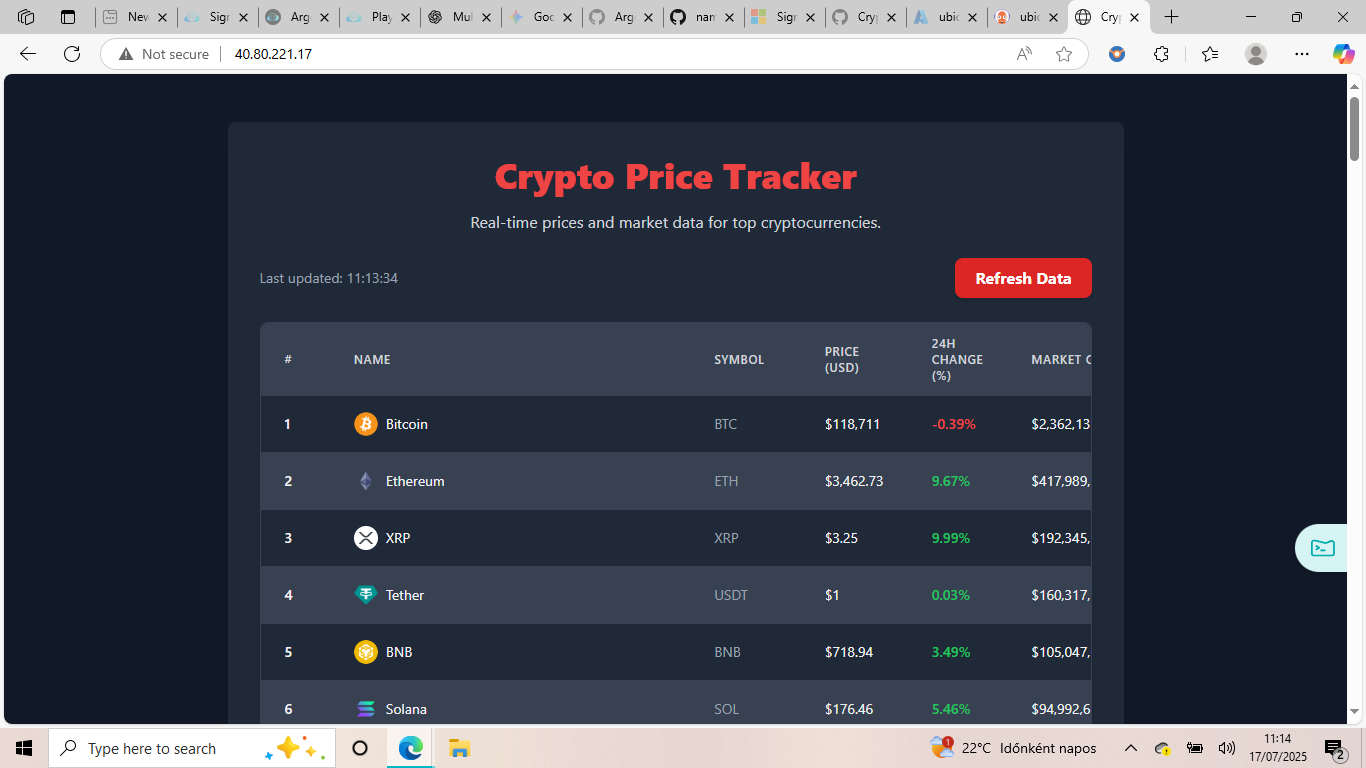 New
Sign
Argo
Play
Mul
Goo
Argo
nan
Sign
Cryp
ubic
ubic
Cryp
Not secure
40.80.221.17
Crypto Price Tracker
Real-time prices and market data for top cryptocurrencies.
Last updated: 11:13:34
Refresh Data
# NAME SYMBOL PRICE (USD) 24H CHANGE (%) MARKET C
1 Bitcoin BTC $118,711 -0.39% $2,362,13
2 Ethereum ETH $3,462.73 9.67% $417,989,
3 XRP XRP $3.25 9.99% $192,345,
4 Tether USDT $1 0.03% $160,317,
5 BNB BNB $718.94 3.49% $105,047,
6 Solana SOL $176.46 5.46% $94,992,6
Type here to search
1
22°C Időnként napos
11:14
17/07/2025
2